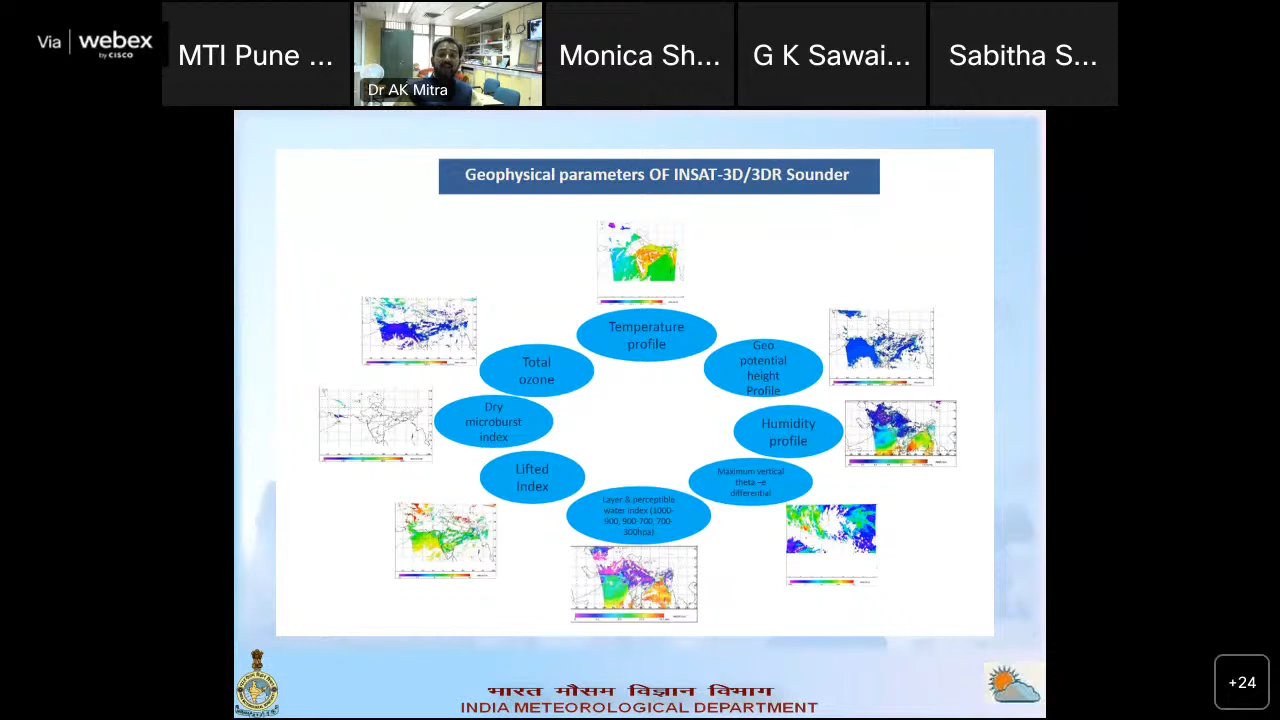 Via webex
by CISCO
MTI Pune ...
Dr AK Mitra
Monica Sh...
G K Sawai...
Sabitha S...
Geophysical parameters OF INSAT-3D/3DR Sounder
Temperature
profile
Total
ozone
Geo
potential
height
Profile
Dry
microburst
index
Humidity
profile
Lifted
Index
Maximum vertical
theta –e
differential
Layer & perceptible
water index (1000-
900, 900-700, 700-
300hpa)
भारत मौसम विज्ञान विभाग
INDIA METEOROLOGICAL DEPARTMENT
+24